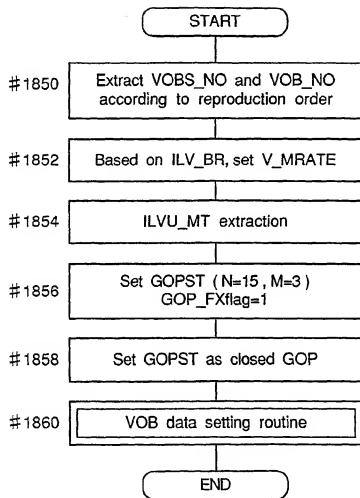 START
#1850
Extract VOBS_NO and VOB_NO
according to reproduction order
#1852
Based on ILV_BR, set V_MRATE
#1854
ILVU_MT extraction
#1856
Set GOPST (N=15, M=3)
GOP_FXflag=1
#1858
Set GOPST as closed GOP
#1860
VOB data setting routine
END